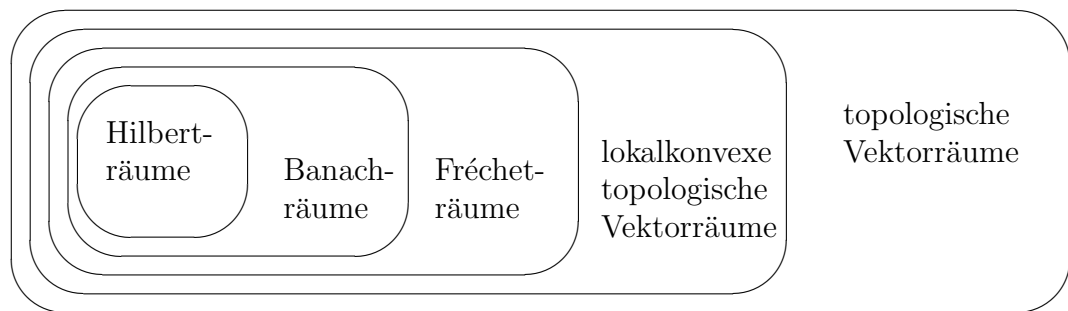 Hilbert-
räume
Banach-
räume
Fréchet-
räume
lokalkonvexe
topologische
Vektorräume
topologische
Vektorräume